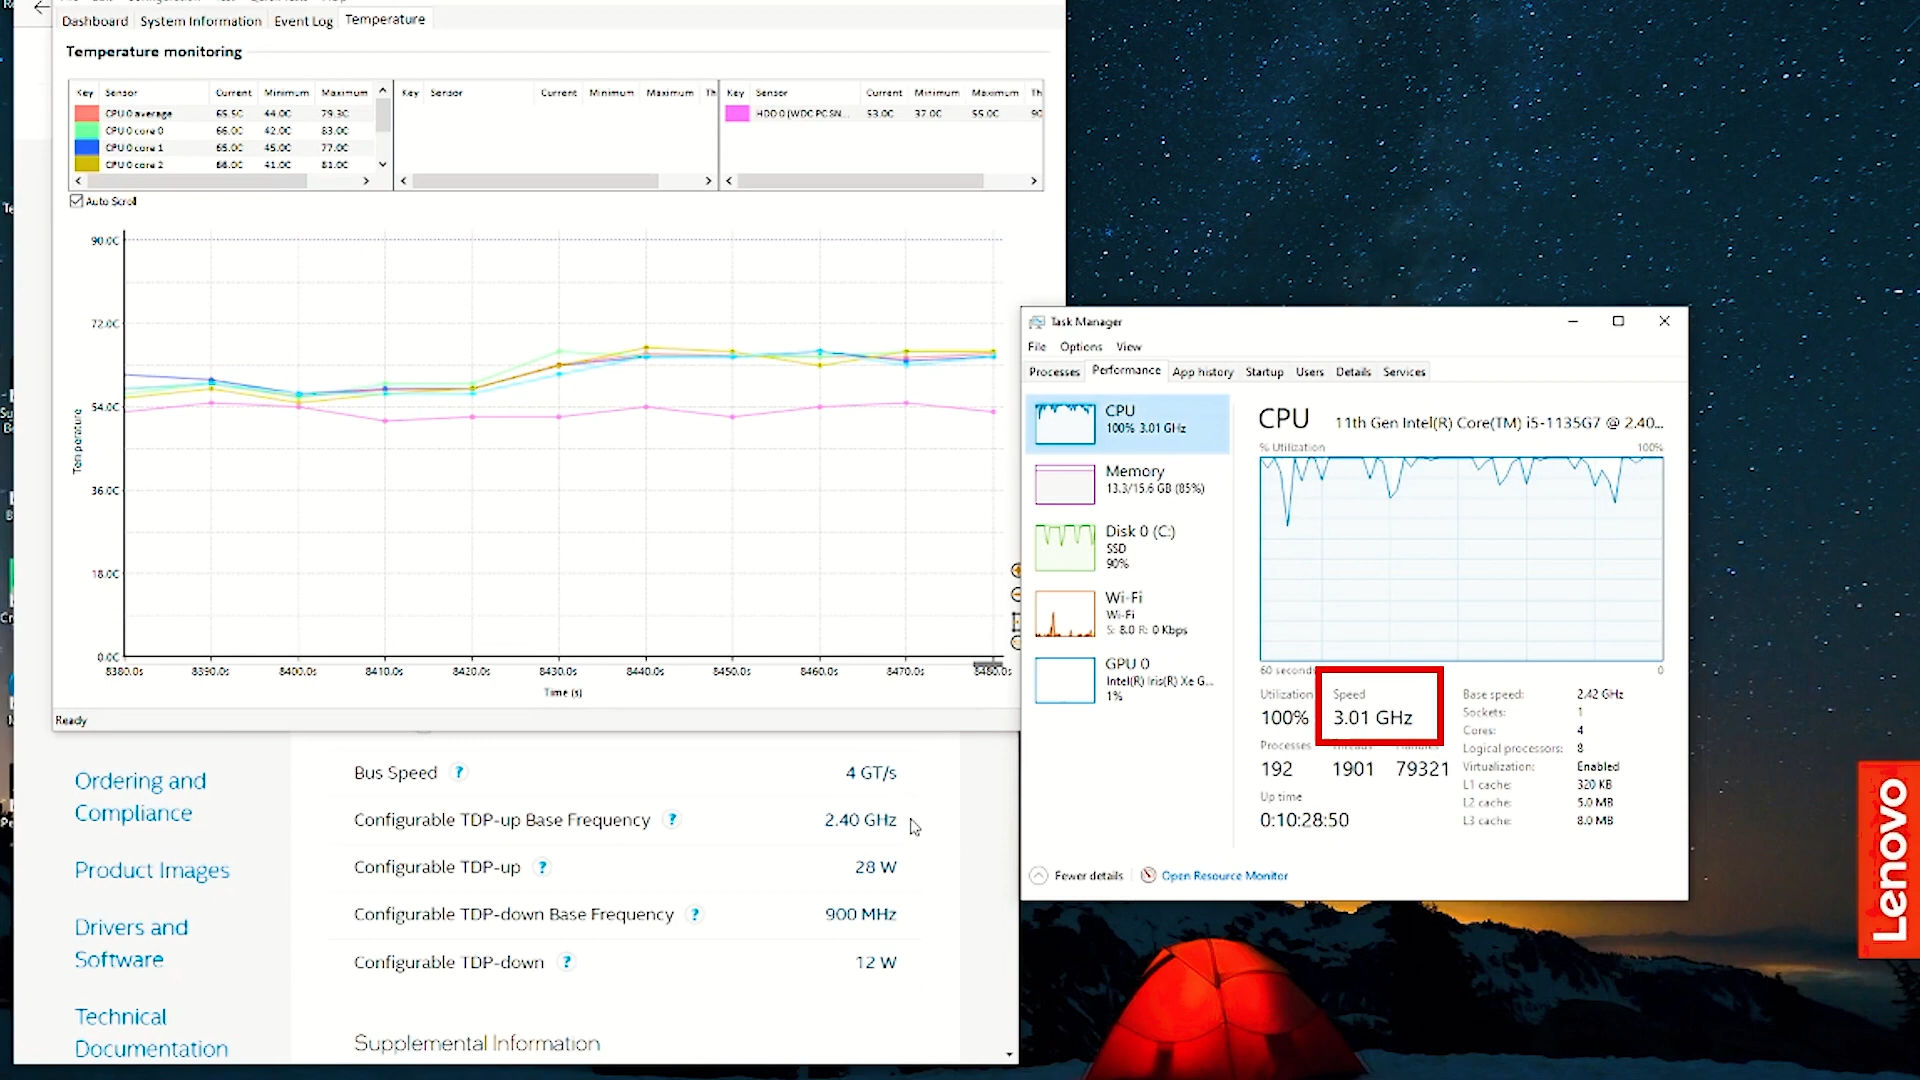 Dashboard System Information Event Log Temperature
Temperature monitoring
Key Sensor Current Minimum Maximum
CPU 0 average 65.5C 44.0C 79.3C
CPU 0 core 0 66.0C 42.0C 83.0C
CPU 0 core 1 65.0C 45.0C 77.0C
CPU 0 core 2 66.0C 41.0C 81.0C
Key Sensor Current Minimum Maximum Th
Key Sensor Current Minimum Maximum Th
HDD 0 (WDC PC SN... 53.0C 37.0C 55.0C 90
Auto Scroll
90.0C
72.0C
54.0C
36.0C
18.0C
0.0C
Temperature
8380.0s 8390.0s 8400.0s 8410.0s 8420.0s 8430.0s 8440.0s 8450.0s 8460.0s 8470.0s 8480.0s
Time (s)
Ready
Ordering and
Compliance
Product Images
Drivers and
Software
Technical
Documentation
Bus Speed ? 4 GT/s
Configurable TDP-up Base Frequency ? 2.40 GHz
Configurable TDP-up ? 28 W
Configurable TDP-down Base Frequency ? 900 MHz
Configurable TDP-down ? 12 W
Supplemental Information
Task Manager
File Options View
Processes Performance App history Startup Users Details Services
CPU
100% 3.01 GHz
Memory
13.3/15.6 GB (85%)
Disk 0 (C:)
SSD
90%
Wi-Fi
Wi-Fi
S: 8.0 R: 0 Kbps
GPU 0
Intel(R) Iris(R) Xe G...
1%
CPU 11th Gen Intel(R) Core(TM) i5-1135G7 @ 2.40...
% Utilization 100%
60 seconds 0
Utilization Speed
100% 3.01 GHz
Processes Threads Handles
192 1901 79321
Up time
0:10:28:50
Base speed: 2.42 GHz
Sockets: 1
Cores: 4
Logical processors: 8
Virtualization: Enabled
L1 cache: 320 KB
L2 cache: 5.0 MB
L3 cache: 8.0 MB
Fewer details Open Resource Monitor
Lenovo